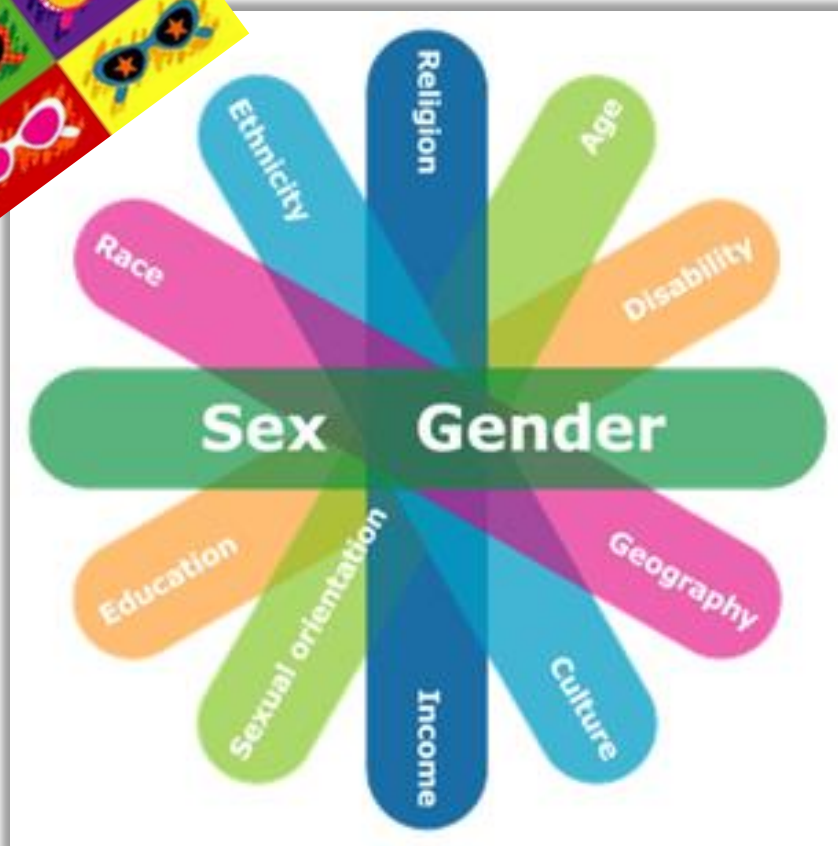 Religion
Age
Ethnicity
Disability
Race
Sex Gender
Education
Geography
Sexual orientation
Culture
Income